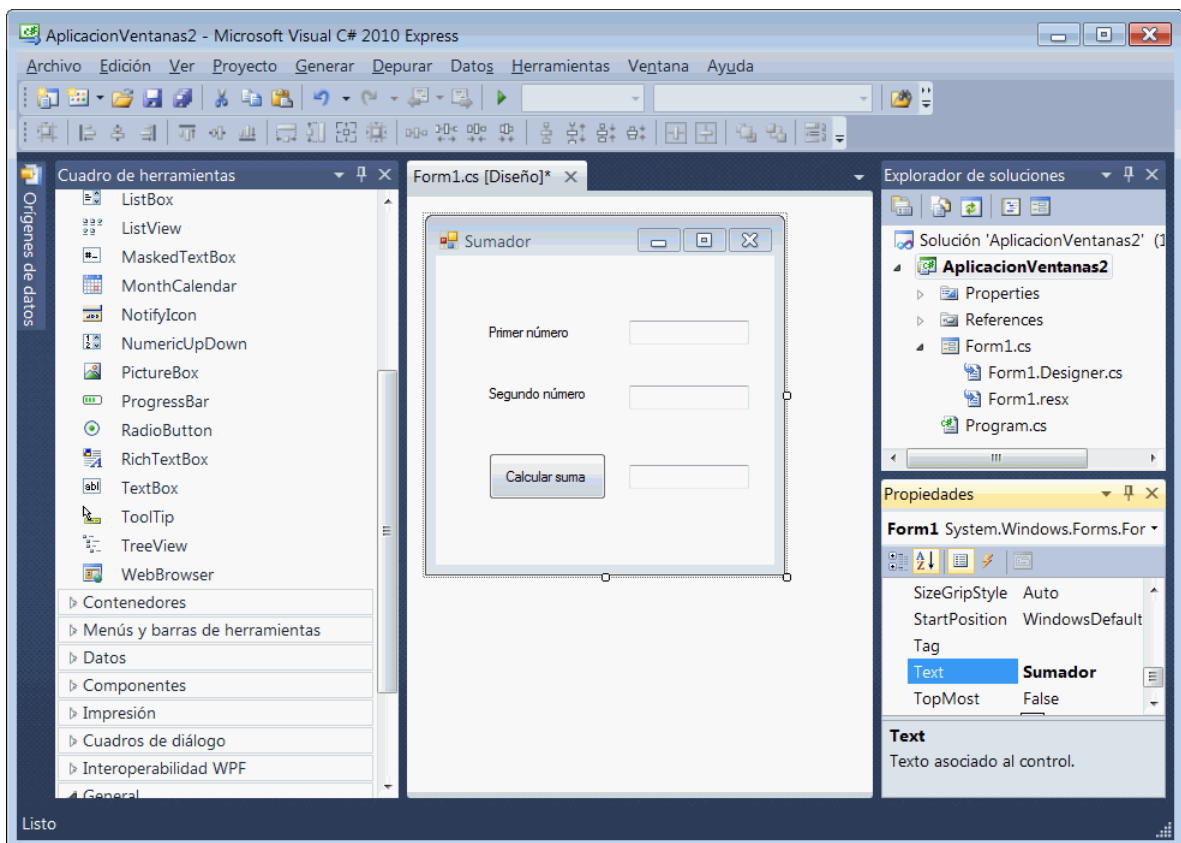 AplicacionVentanas2 - Microsoft Visual C# 2010 Express
Archivo Edición Ver Proyecto Generar Depurar Datos Herramientas Ventana Ayuda
Orígenes de datos
Cuadro de herramientas
ListBox
ListView
MaskedTextBox
MonthCalendar
NotifyIcon
NumericUpDown
PictureBox
ProgressBar
RadioButton
RichTextBox
TextBox
ToolTip
TreeView
WebBrowser
Contenedores
Menús y barras de herramientas
Datos
Componentes
Impresión
Cuadros de diálogo
Interoperabilidad WPF
General
Form1.cs [Diseño]*
Sumador
Primer número
Segundo número
Calcular suma
Explorador de soluciones
Solución 'AplicacionVentanas2' (1
AplicacionVentanas2
Properties
References
Form1.cs
Form1.Designer.cs
Form1.resx
Program.cs
Propiedades
Form1 System.Windows.Forms.For
SizeGripStyle Auto
StartPosition WindowsDefault
Tag
Text Sumador
TopMost False
Text
Texto asociado al control.
Listo